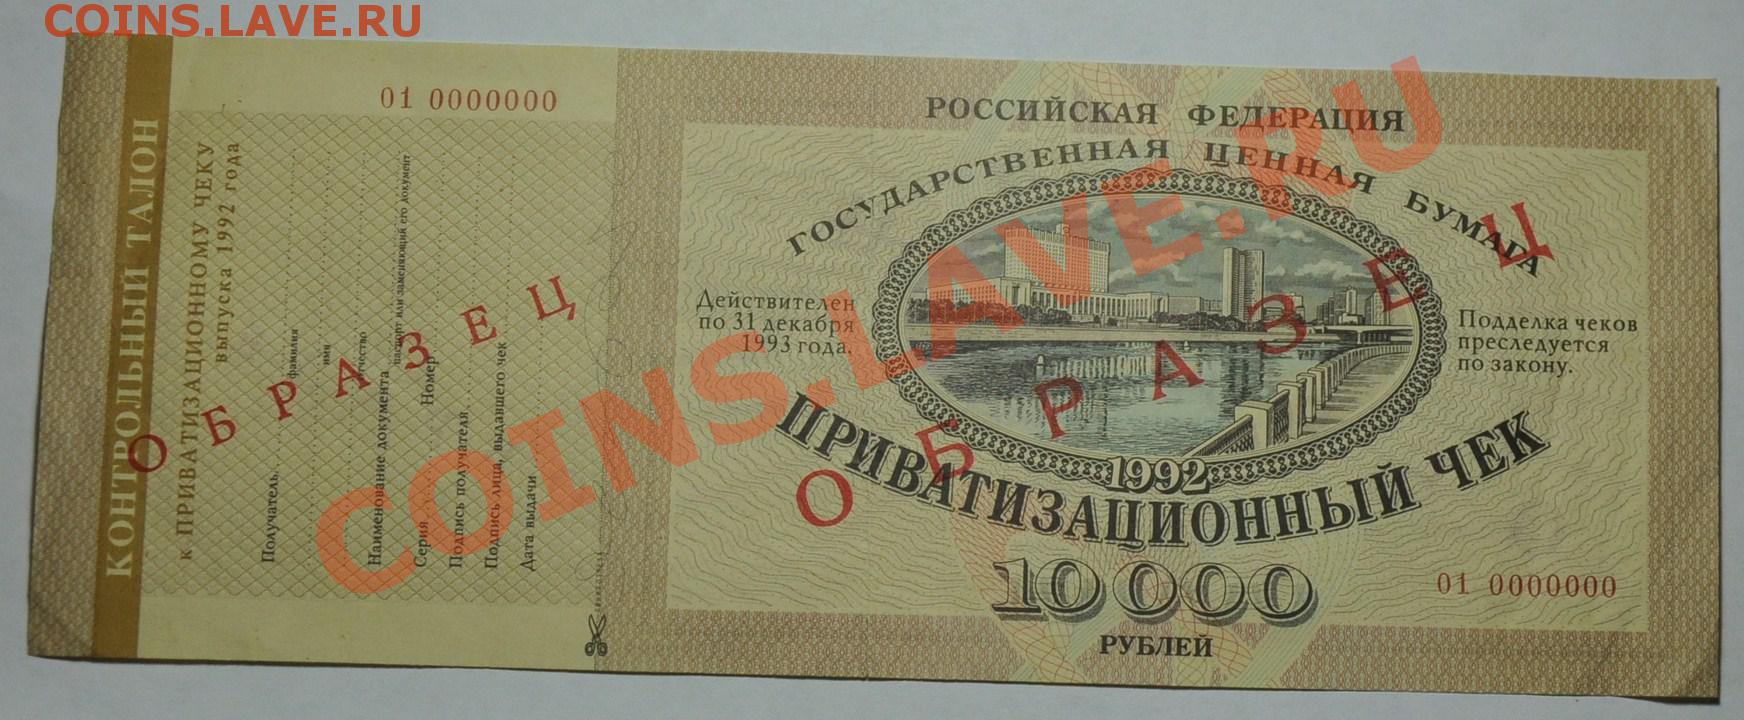 COINS.LAVE.RU
01 0000000
КОНТРОЛЬНЫЙ ТАЛОН
к ПРИВАТИЗАЦИОННОМУ ЧЕКУ
выпуска 1992 года
Получатель
фамилия
имя
отчество
Наименование документа
паспорт или заменяющий его документ
Серия Номер
Подпись получателя
Подпись лица, выдавшего чек
Дата выдачи
ОБРАЗЕЦ
РОССИЙСКАЯ ФЕДЕРАЦИЯ
ГОСУДАРСТВЕННАЯ ЦЕННАЯ БУМАГА
Действителен
по 31 декабря
1993 года.
Подделка чеков
преследуется
по закону.
1992
ПРИВАТИЗАЦИОННЫЙ ЧЕК
10 000
РУБЛЕЙ
01 0000000
ОБРАЗЕЦ
COINS.LAVE.RU